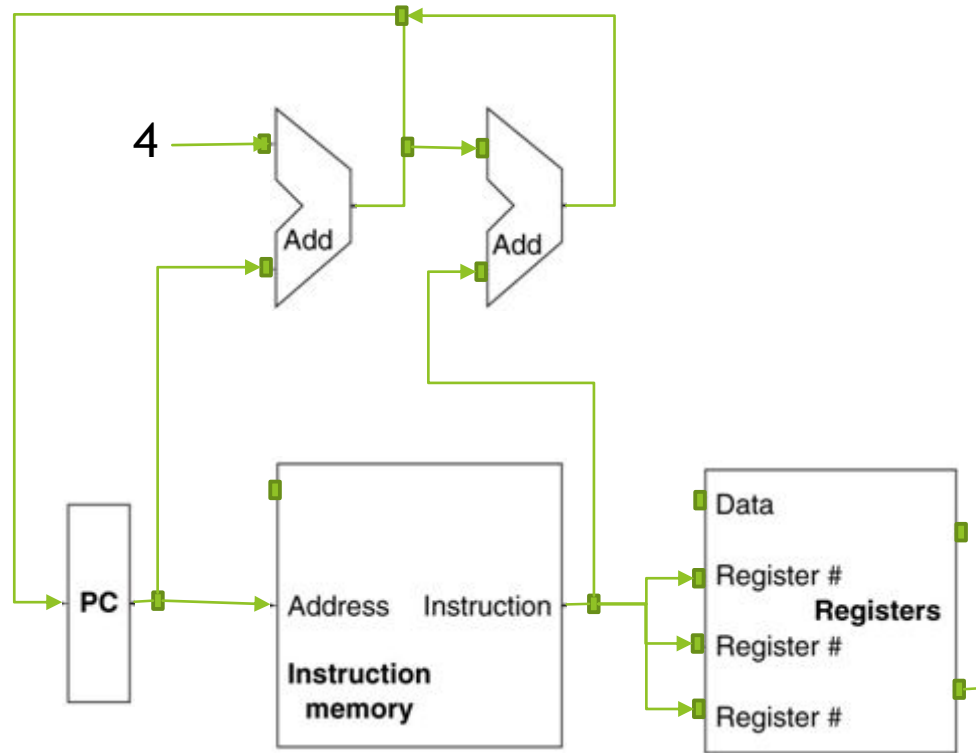 4
Add
Add
PC
Address
Instruction
Instruction
memory
Data
Register #
Registers
Register #
Register #